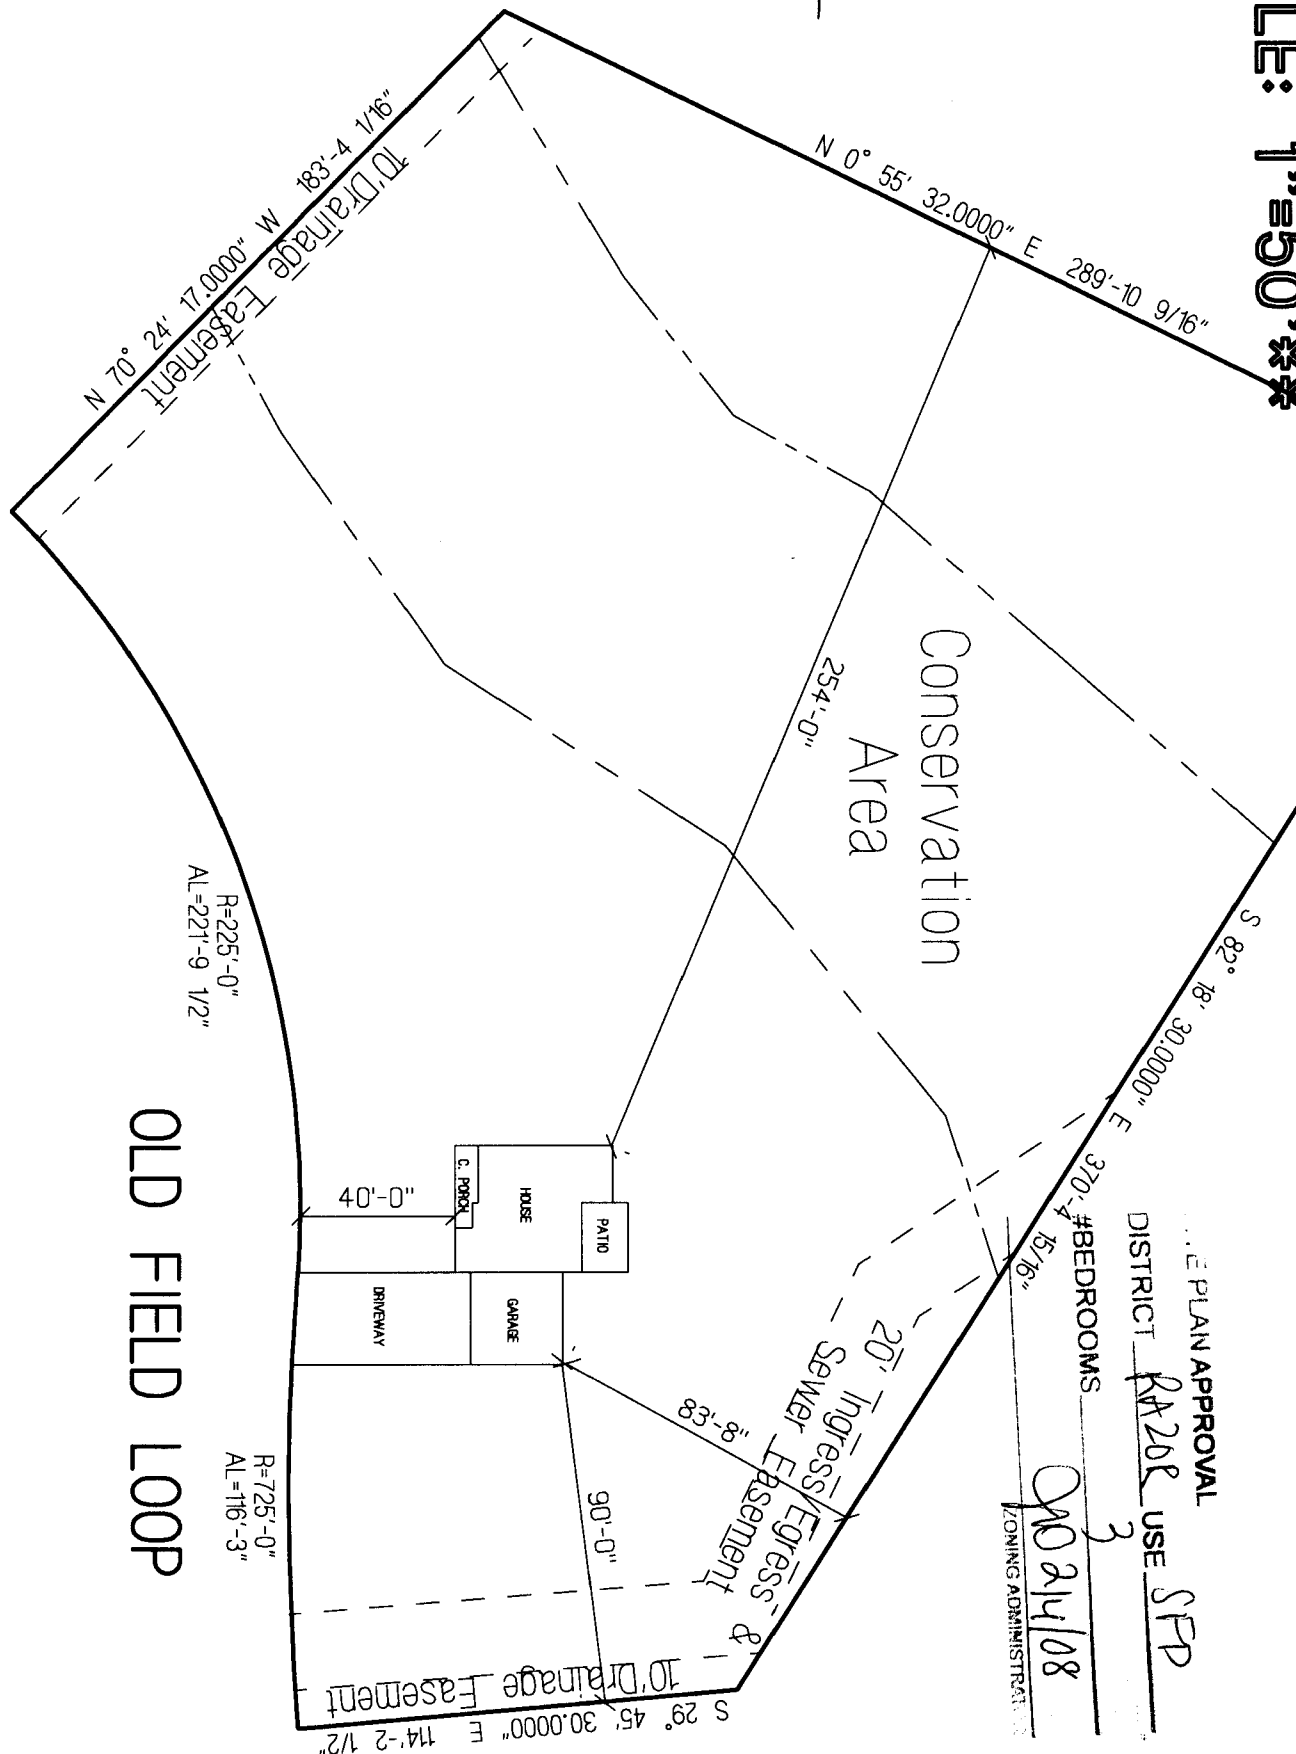 LE: 1"=50'**
N 0° 55' 32.0000" E 289'-10 9/16"
N 70° 24' 17.0000" W 183'-4 1/16"
10'Drainage Easement
254'-0"
Conservation
Area
S 82° 18' 30.0000" E 370'-4 15/16"
R=225'-0"
AL=221'-9 1/2"
40'-0"
C. PORCH
HOUSE
PATIO
DRIVEWAY
GARAGE
83'-8"
90'-0"
20' Ingress/Egress &
Sewer Easement
10'Drainage Easement
S 29° 45' 30.0000" E 114'-2 1/2"
R=725'-0"
AL=116'-3"
OLD FIELD LOOP
E PLAN APPROVAL
DISTRICT RA20R USE SFD
#BEDROOMS 3
2/4/08
ZONING ADMINISTRAT